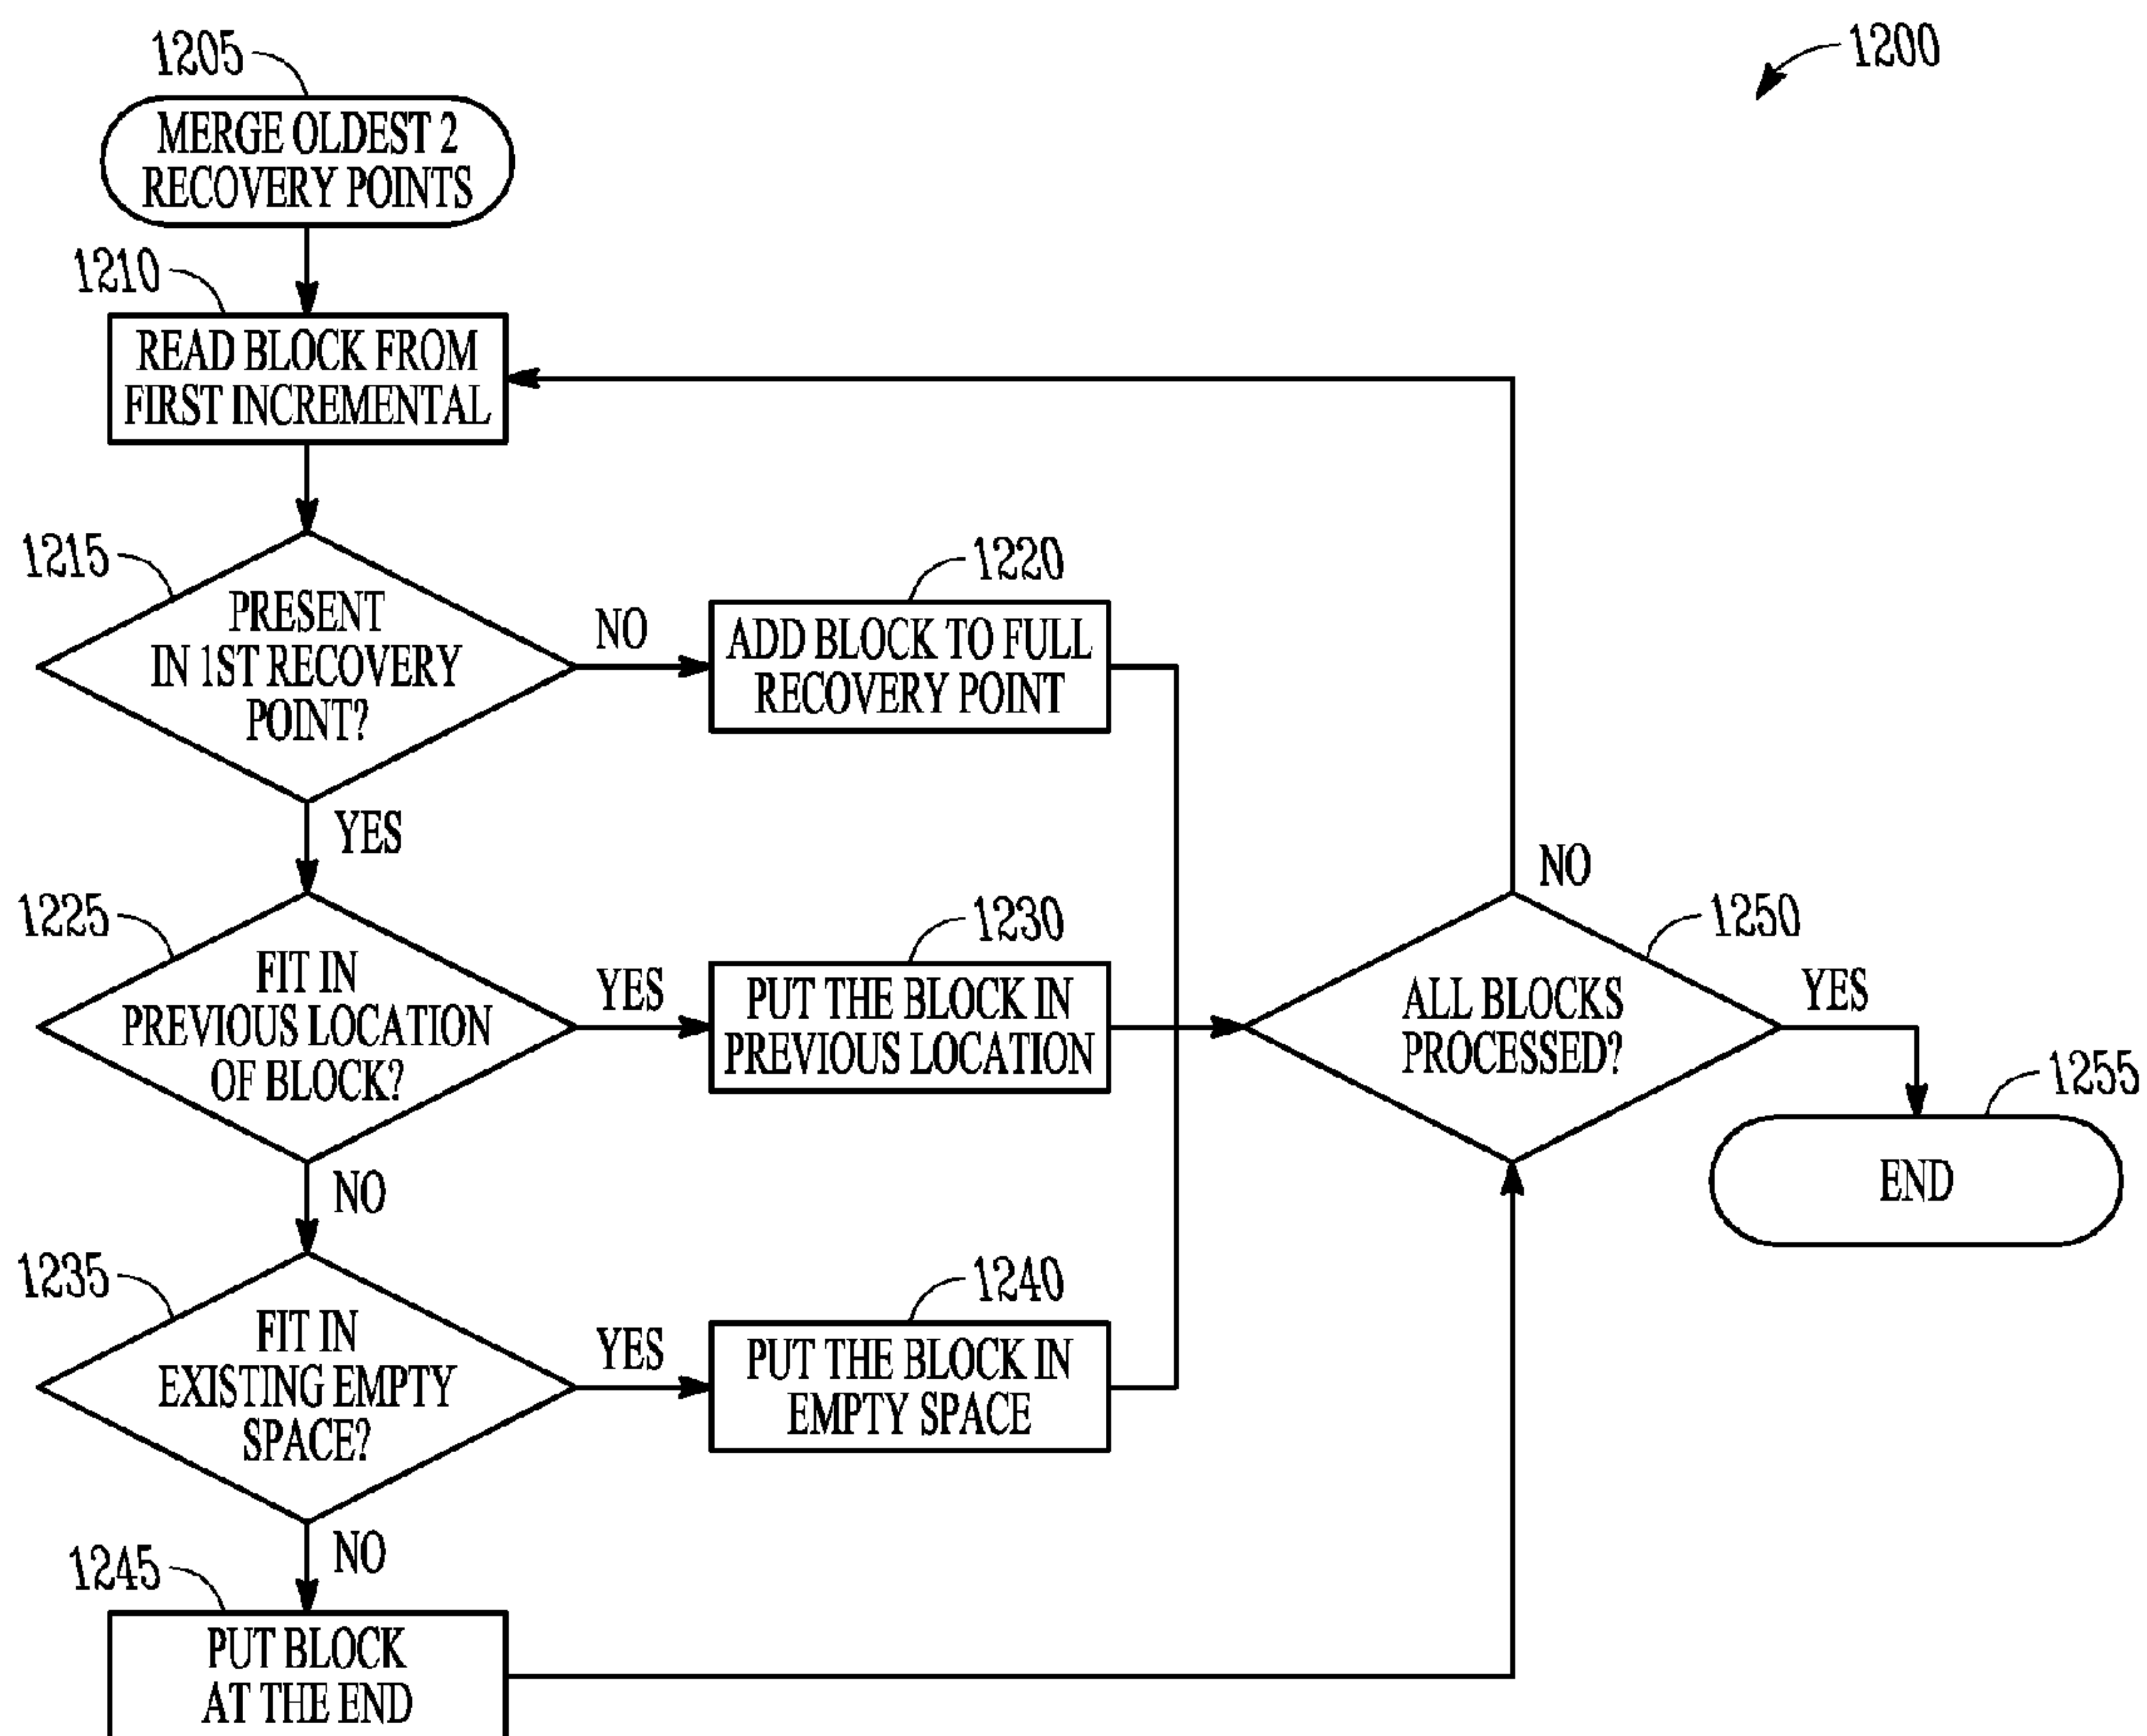 1200
1205
MERGE OLDEST 2
RECOVERY POINTS
1210
READ BLOCK FROM
FIRST INCREMENTAL
1215
PRESENT
IN 1ST RECOVERY
POINT?
NO
1220
ADD BLOCK TO FULL
RECOVERY POINT
YES
1225
FIT IN
PREVIOUS LOCATION
OF BLOCK?
YES
1230
PUT THE BLOCK IN
PREVIOUS LOCATION
NO
1235
FIT IN
EXISTING EMPTY
SPACE?
YES
1240
PUT THE BLOCK IN
EMPTY SPACE
NO
1245
PUT BLOCK
AT THE END
NO
1250
ALL BLOCKS
PROCESSED?
YES
1255
END